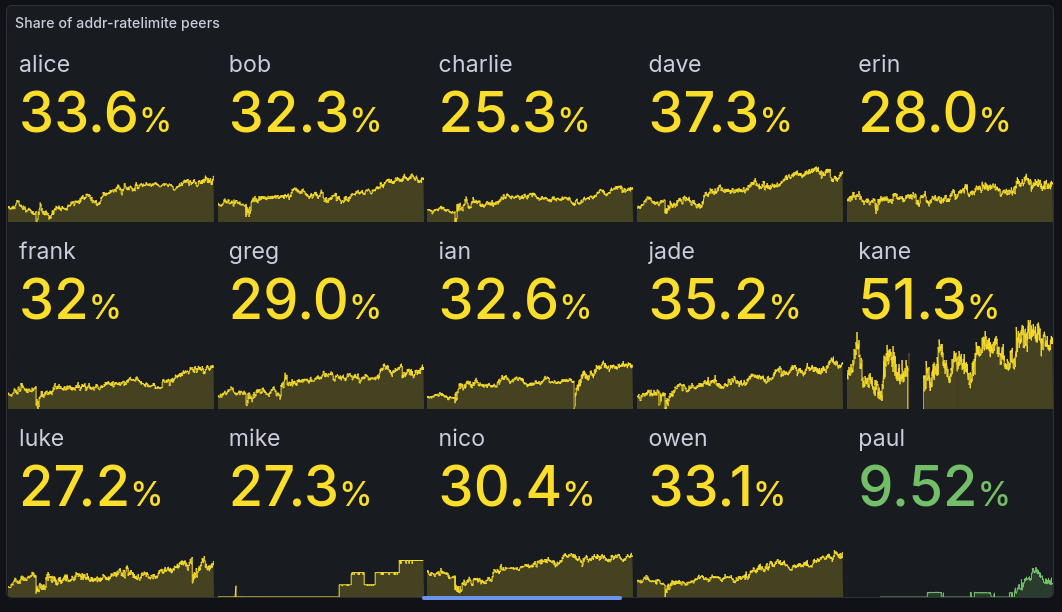 Share of addr-ratelimite peers
alice bob charlie dave erin
33.6% 32.3% 25.3% 37.3% 28.0%
frank greg ian jade kane
32% 29.0% 32.6% 35.2% 51.3%
luke mike nico owen paul
27.2% 27.3% 30.4% 33.1% 9.52%